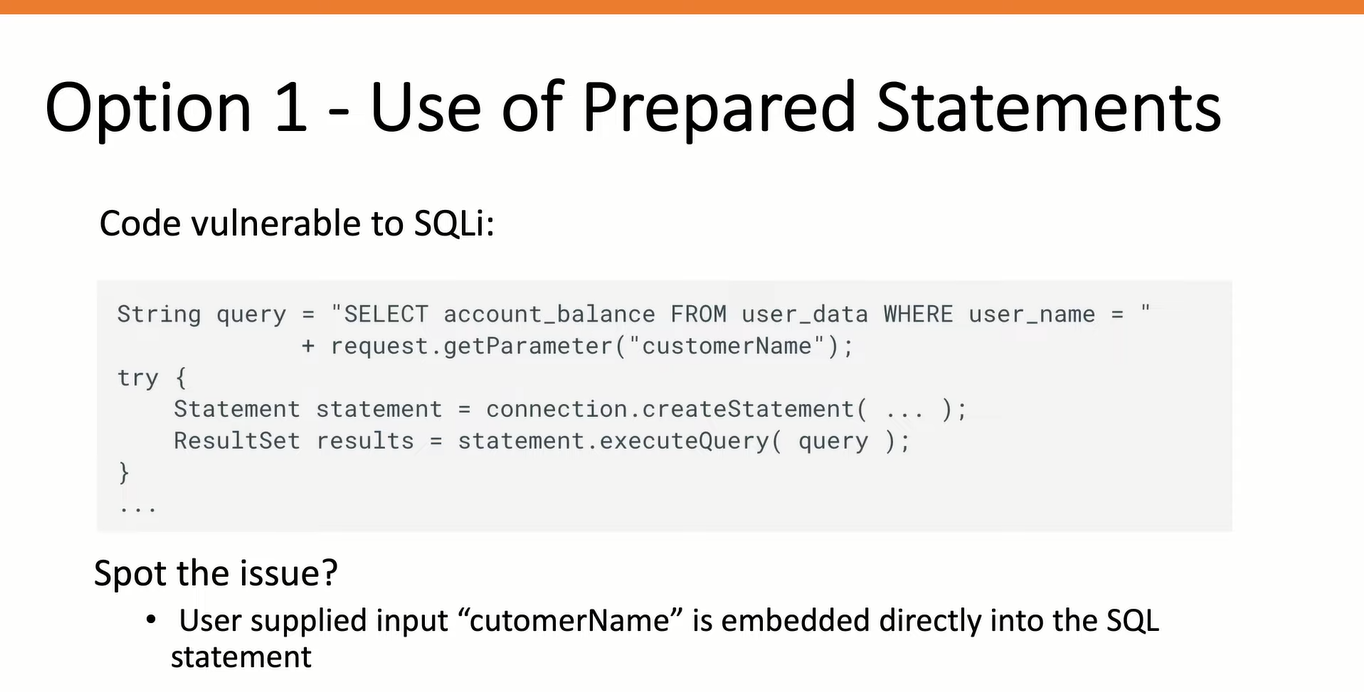 Option 1 - Use of Prepared Statements
Code vulnerable to SQLi:
String query = "SELECT account_balance FROM user_data WHERE user_name = "
             + request.getParameter("customerName");
try {
    Statement statement = connection.createStatement( ... );
    ResultSet results = statement.executeQuery( query );
}
...
Spot the issue?
• User supplied input “cutomerName” is embedded directly into the SQL
statement